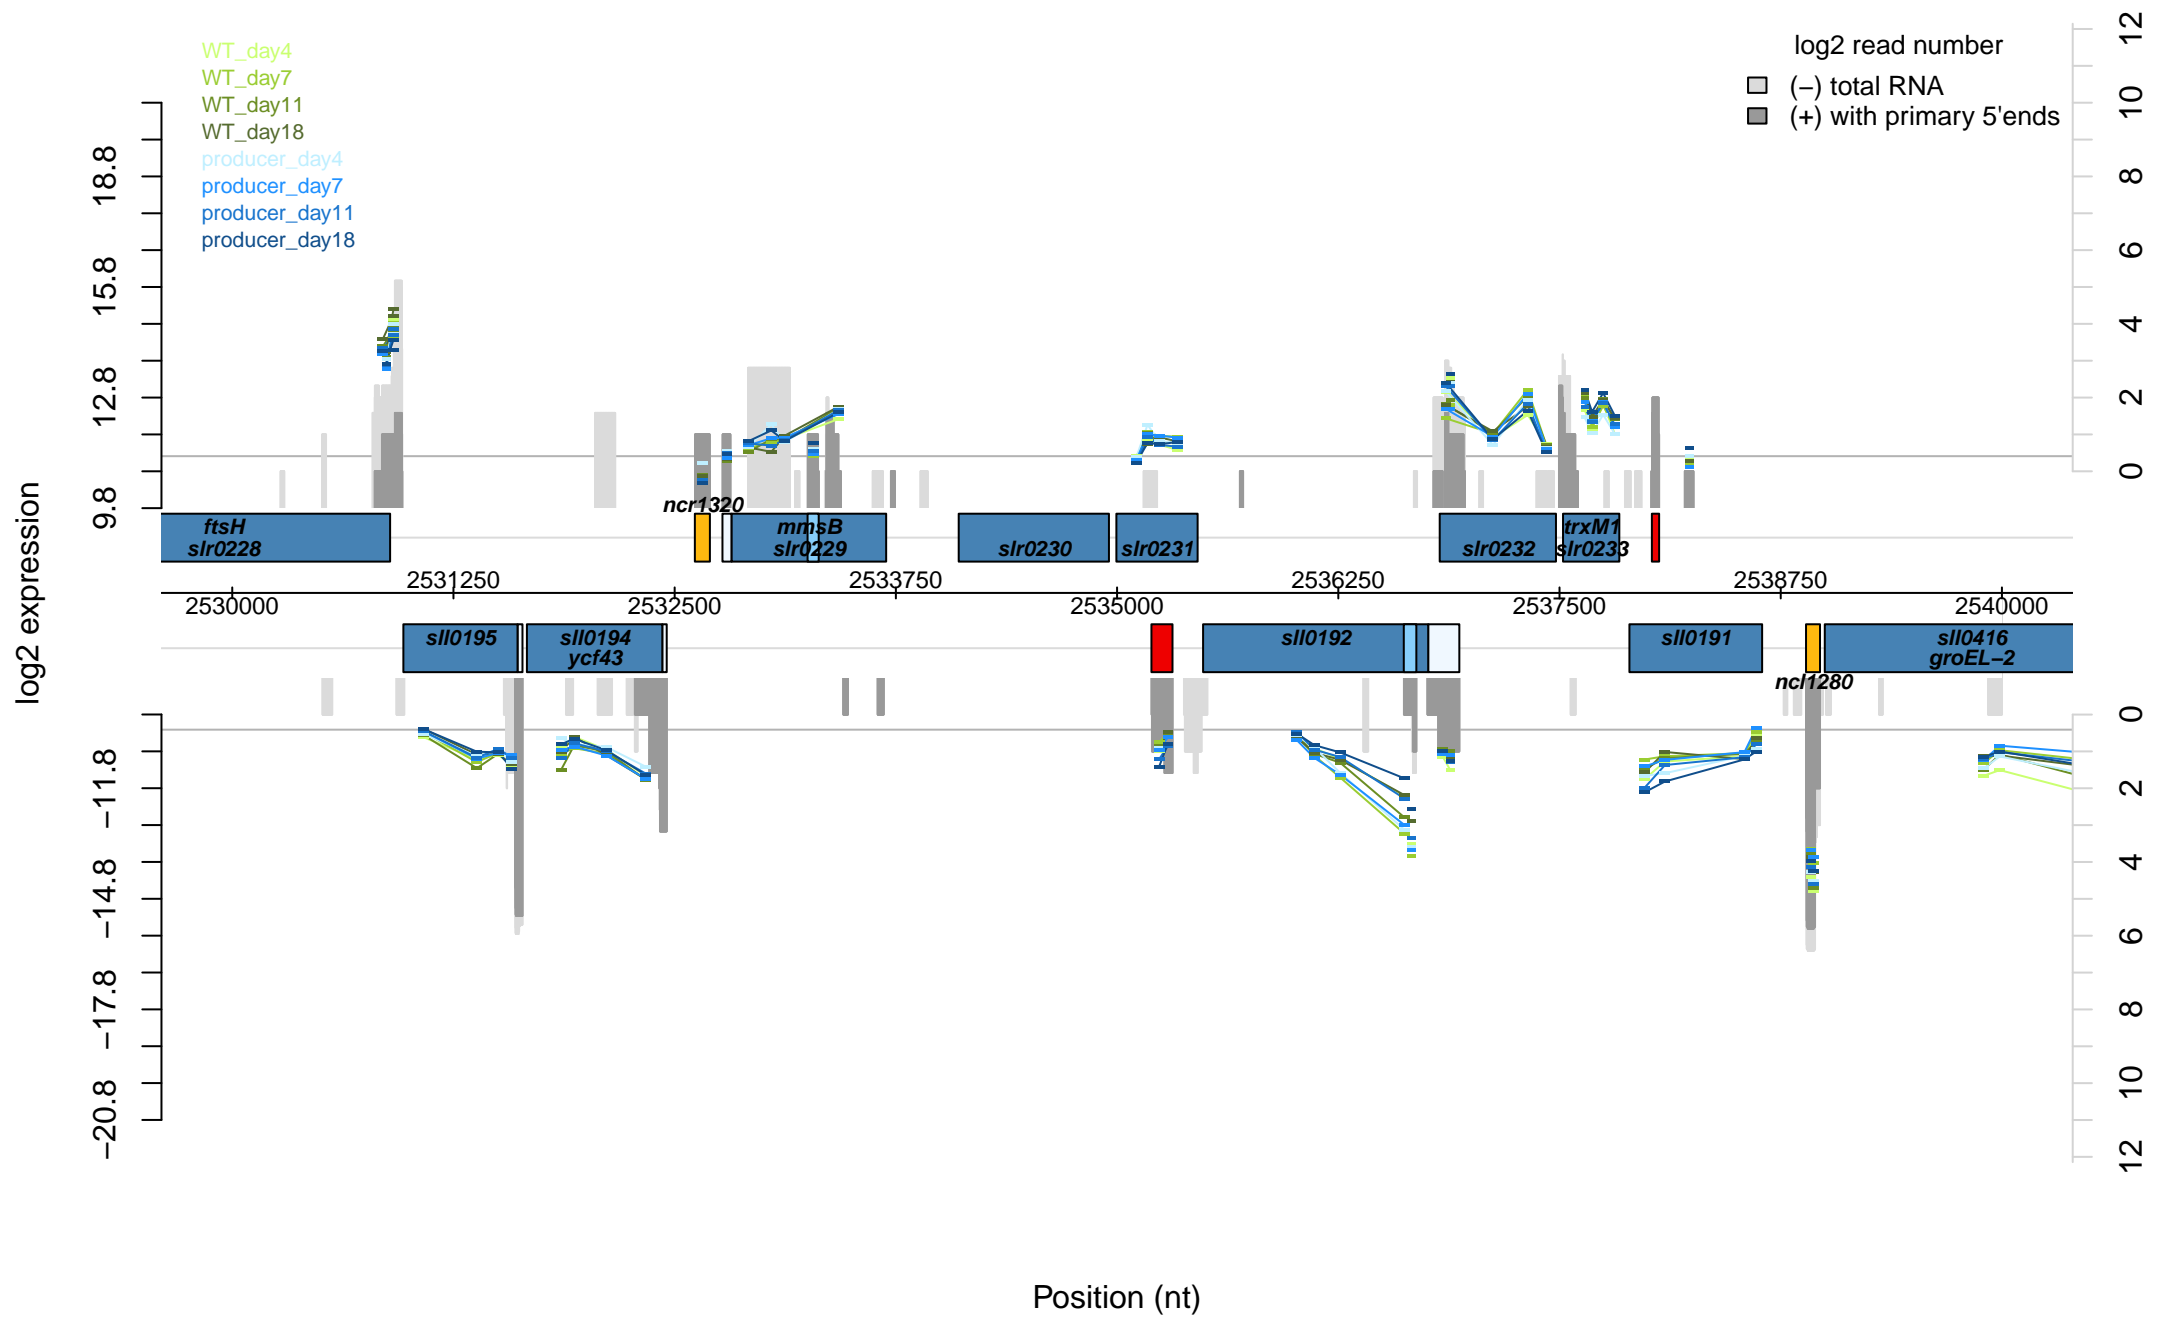 WT_day4
WT_day7
WT_day11
WT_day18
producer_day4
producer_day7
producer_day11
producer_day18
log2 read number
(−) total RNA
(+) with primary 5'ends
18.8
15.8
12.8
9.8
12
10
8
6
4
2
0
log2 expression
ncr1320
ftsH
slr0228
mmsB
slr0229
slr0230
slr0231
slr0232
trxM1
slr0233
2531250
2533750
2536250
2538750
2530000
2532500
2535000
2537500
2540000
sll0195
sll0194
ycf43
sll0192
sll0191
sll0416
groEL−2
ncl1280
−11.8
−14.8
−17.8
−20.8
0
2
4
6
8
10
12
Position (nt)